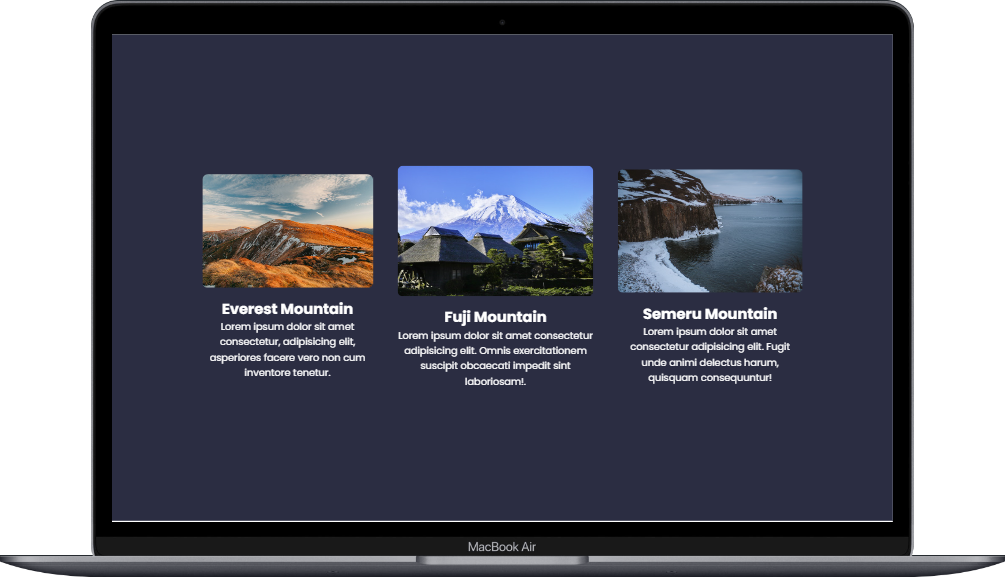 Everest Mountain
Lorem ipsum dolor sit amet
consectetur, adipisicing elit,
asperiores facere vero non cum
inventore tenetur.
Fuji Mountain
Lorem ipsum dolor sit amet consectetur
adipisicing elit. Omnis exercitationem
suscipit obcaecati impedit sint
laboriosam!.
Semeru Mountain
Lorem ipsum dolor sit amet
consectetur adipisicing elit. Fugit
unde animi delectus harum,
quisquam consequuntur!
MacBook Air